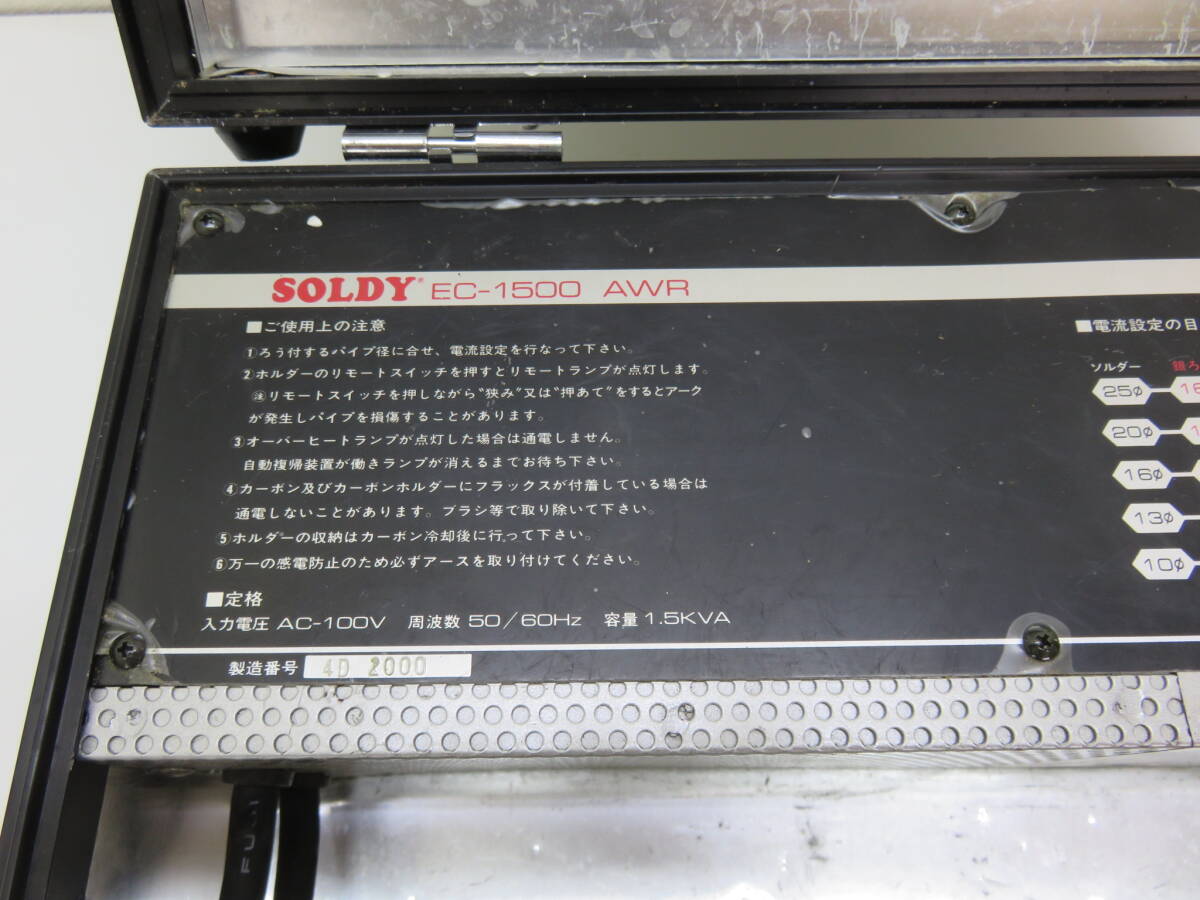 SOLDY EC-1500 AWR
■ご使用上の注意
①ろう付するパイプ径に合せ、電流設定を行なって下さい。
②ホルダーのリモートスイッチを押すとリモートランプが点灯します。
注リモートスイッチを押しながら“狭み”又は“押あて”をするとアーク
が発生しパイプを損傷することがあります。
③オーバーヒートランプが点灯した場合は通電しません。
自動複帰装置が働きランプが消えるまでお待ち下さい。
④カーボン及びカーボンホルダーにフラックスが付着している場合は
通電しないことがあります。ブラシ等で取り除いて下さい。
⑤ホルダーの収納はカーボン冷却後に行って下さい。
⑥万一の感電防止のため必ずアースを取り付けてください。
■定格
入力電圧 AC-100V 周波数 50/60Hz 容量 1.5KVA
製造番号 4D 2000
■電流設定の目
ソルダー 銀ろ
25φ 16
20φ 1
16φ
13φ
10φ